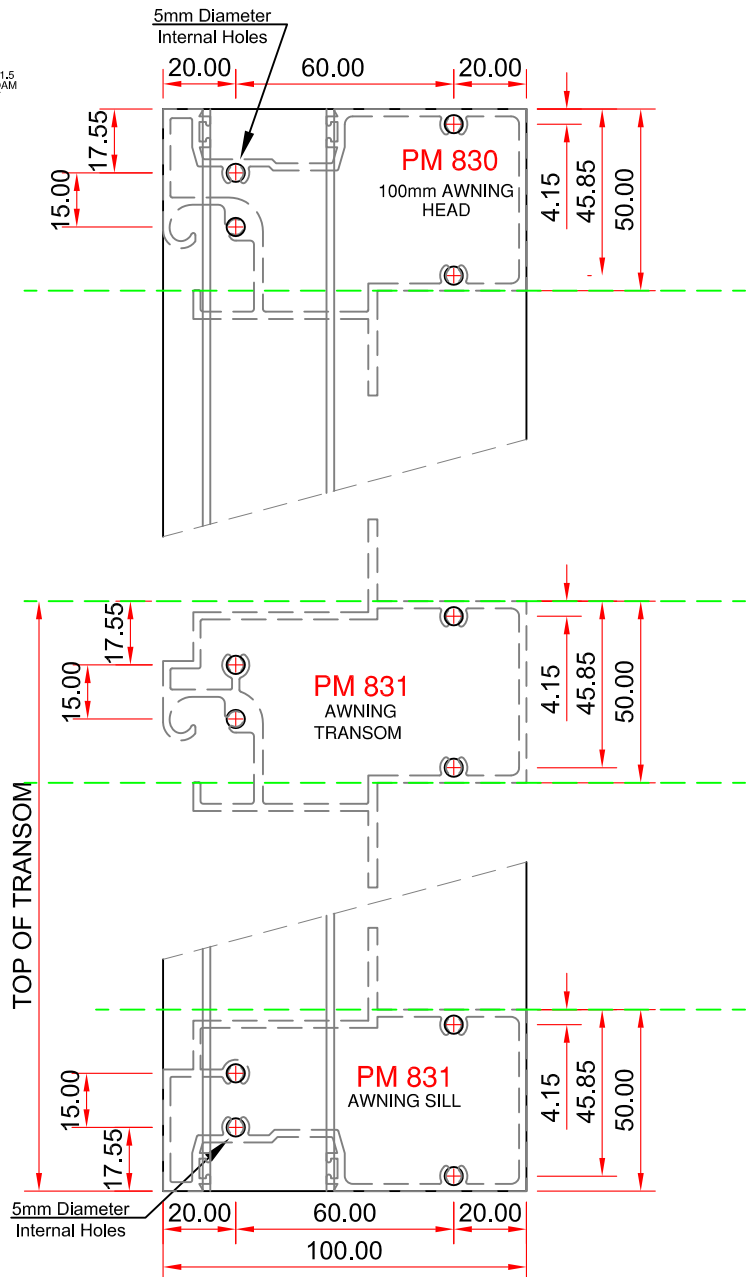 5mm Diameter
Internal Holes
1.5
20.00
60.00
20.00
17.55
15.00
PM 830
100mm AWNING
HEAD
4.15
45.85
50.00
17.55
15.00
PM 831
AWNING
TRANSOM
4.15
45.85
50.00
TOP OF TRANSOM
15.00
17.55
PM 831
AWNING SILL
4.15
45.85
50.00
5mm Diameter
Internal Holes
20.00
60.00
20.00
100.00